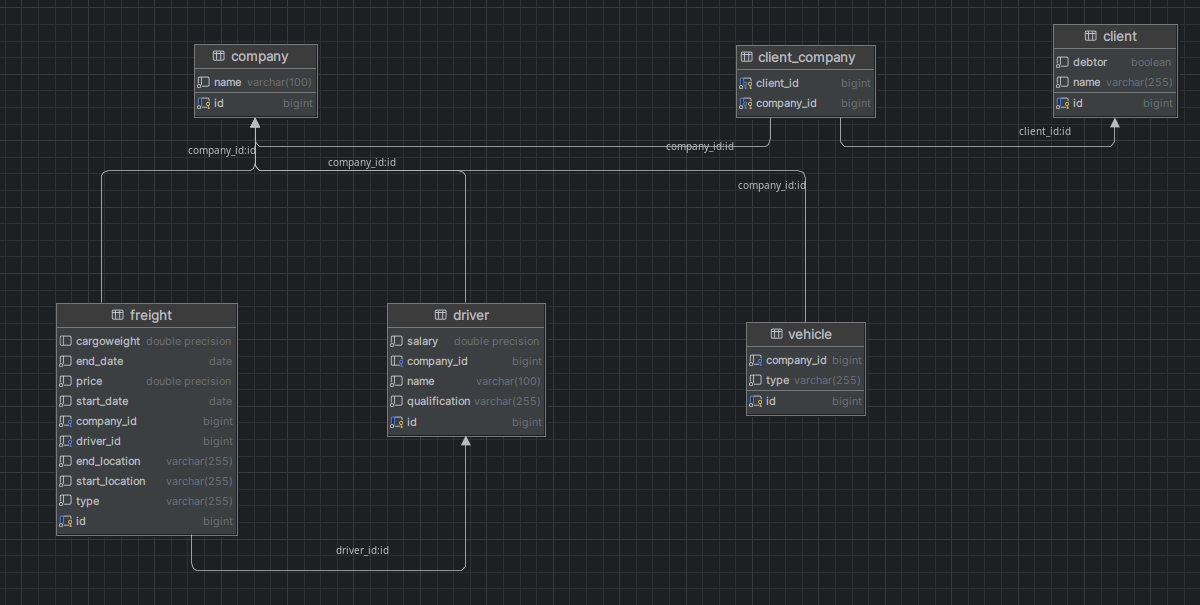 company
name varchar(100)
id bigint
client_company
client_id bigint
company_id bigint
client
debtor boolean
name varchar(255)
id bigint
client_id:id
company_id:id
company_id:id
company_id:id
company_id:id
freight
cargoweight double precision
end_date date
price double precision
start_date date
company_id bigint
driver_id bigint
end_location varchar(255)
start_location varchar(255)
type varchar(255)
id bigint
driver
salary double precision
company_id bigint
name varchar(100)
qualification varchar(255)
id bigint
vehicle
company_id bigint
type varchar(255)
id bigint
driver_id:id